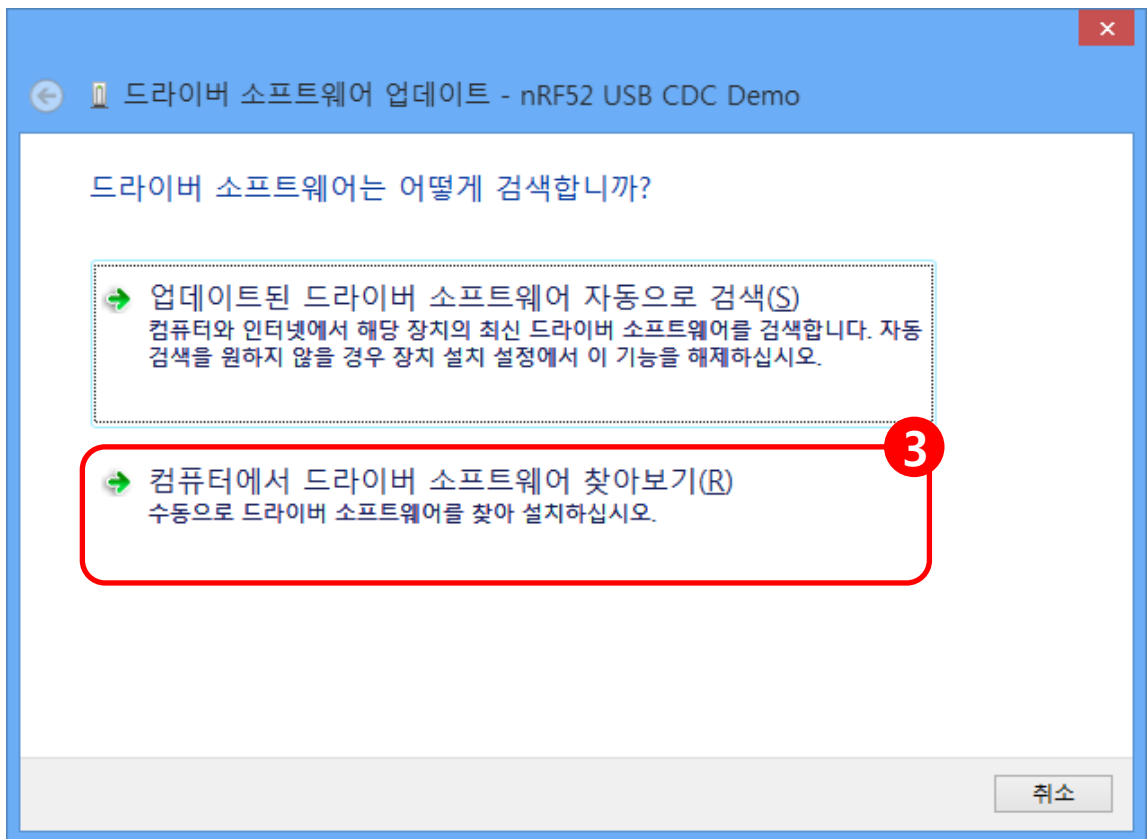 드라이버 소프트웨어 업데이트 - nRF52 USB CDC Demo
드라이버 소프트웨어는 어떻게 검색합니까?
업데이트된 드라이버 소프트웨어 자동으로 검색(S)
컴퓨터와 인터넷에서 해당 장치의 최신 드라이버 소프트웨어를 검색합니다. 자동
검색을 원하지 않을 경우 장치 설치 설정에서 이 기능을 해제하십시오.
3
컴퓨터에서 드라이버 소프트웨어 찾아보기(R)
수동으로 드라이버 소프트웨어를 찾아 설치하십시오.
취소